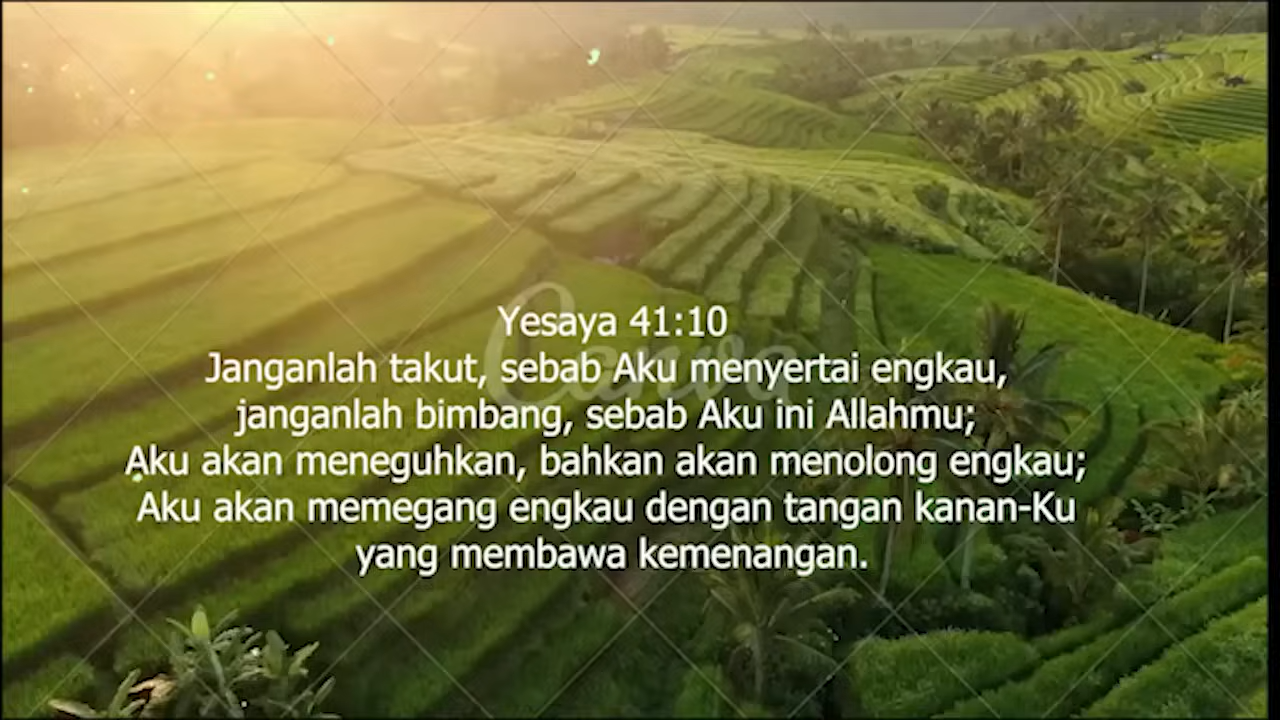 Yesaya 41:10
Janganlah takut, sebab Aku menyertai engkau,
janganlah bimbang, sebab Aku ini Allahmu;
Aku akan meneguhkan, bahkan akan menolong engkau;
Aku akan memegang engkau dengan tangan kanan-Ku
yang membawa kemenangan.
Canva